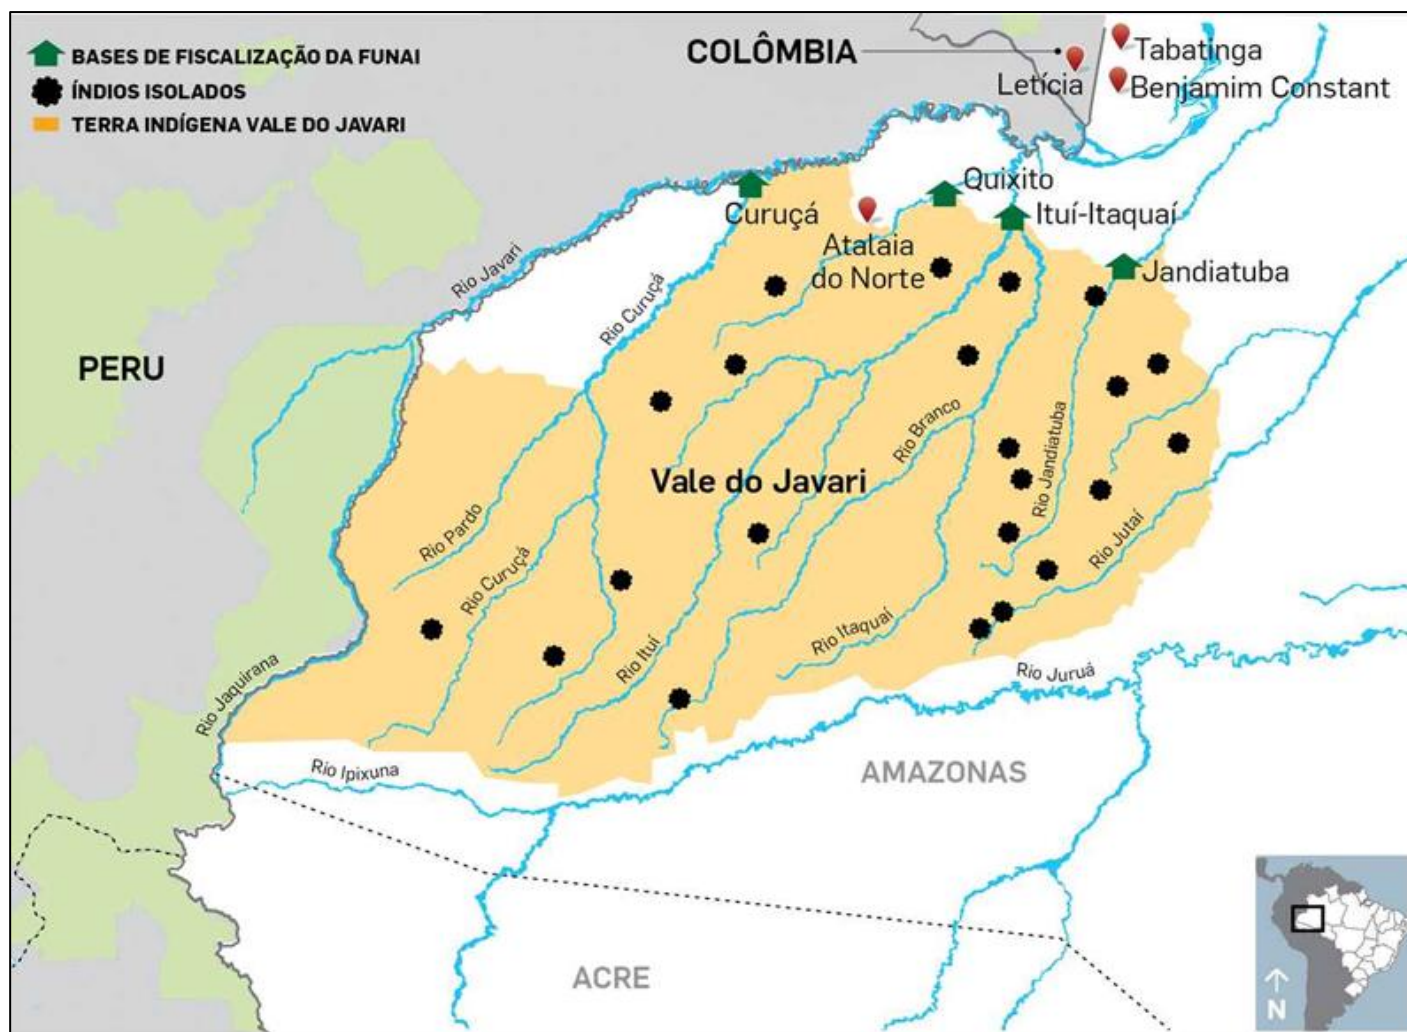 BASES DE FISCALIZAÇÃO DA FUNAI
ÍNDIOS ISOLADOS
TERRA INDÍGENA VALE DO JAVARI
COLÔMBIA
Letícia
Tabatinga
Benjamim Constant
Quixito
Curuçá
Ituí-Itaquaí
Atalaia
do Norte
Jandiatuba
Rio Javari
Rio Curuçá
PERU
Rio Branco
Vale do Javari
Rio Jandiatuba
Rio Pardo
Rio Curuçá
Rio Jutaí
Rio Ituí
Rio Itaquaí
Rio Jaquirana
Rio Juruá
Rio Ipixuna
AMAZONAS
ACRE
N